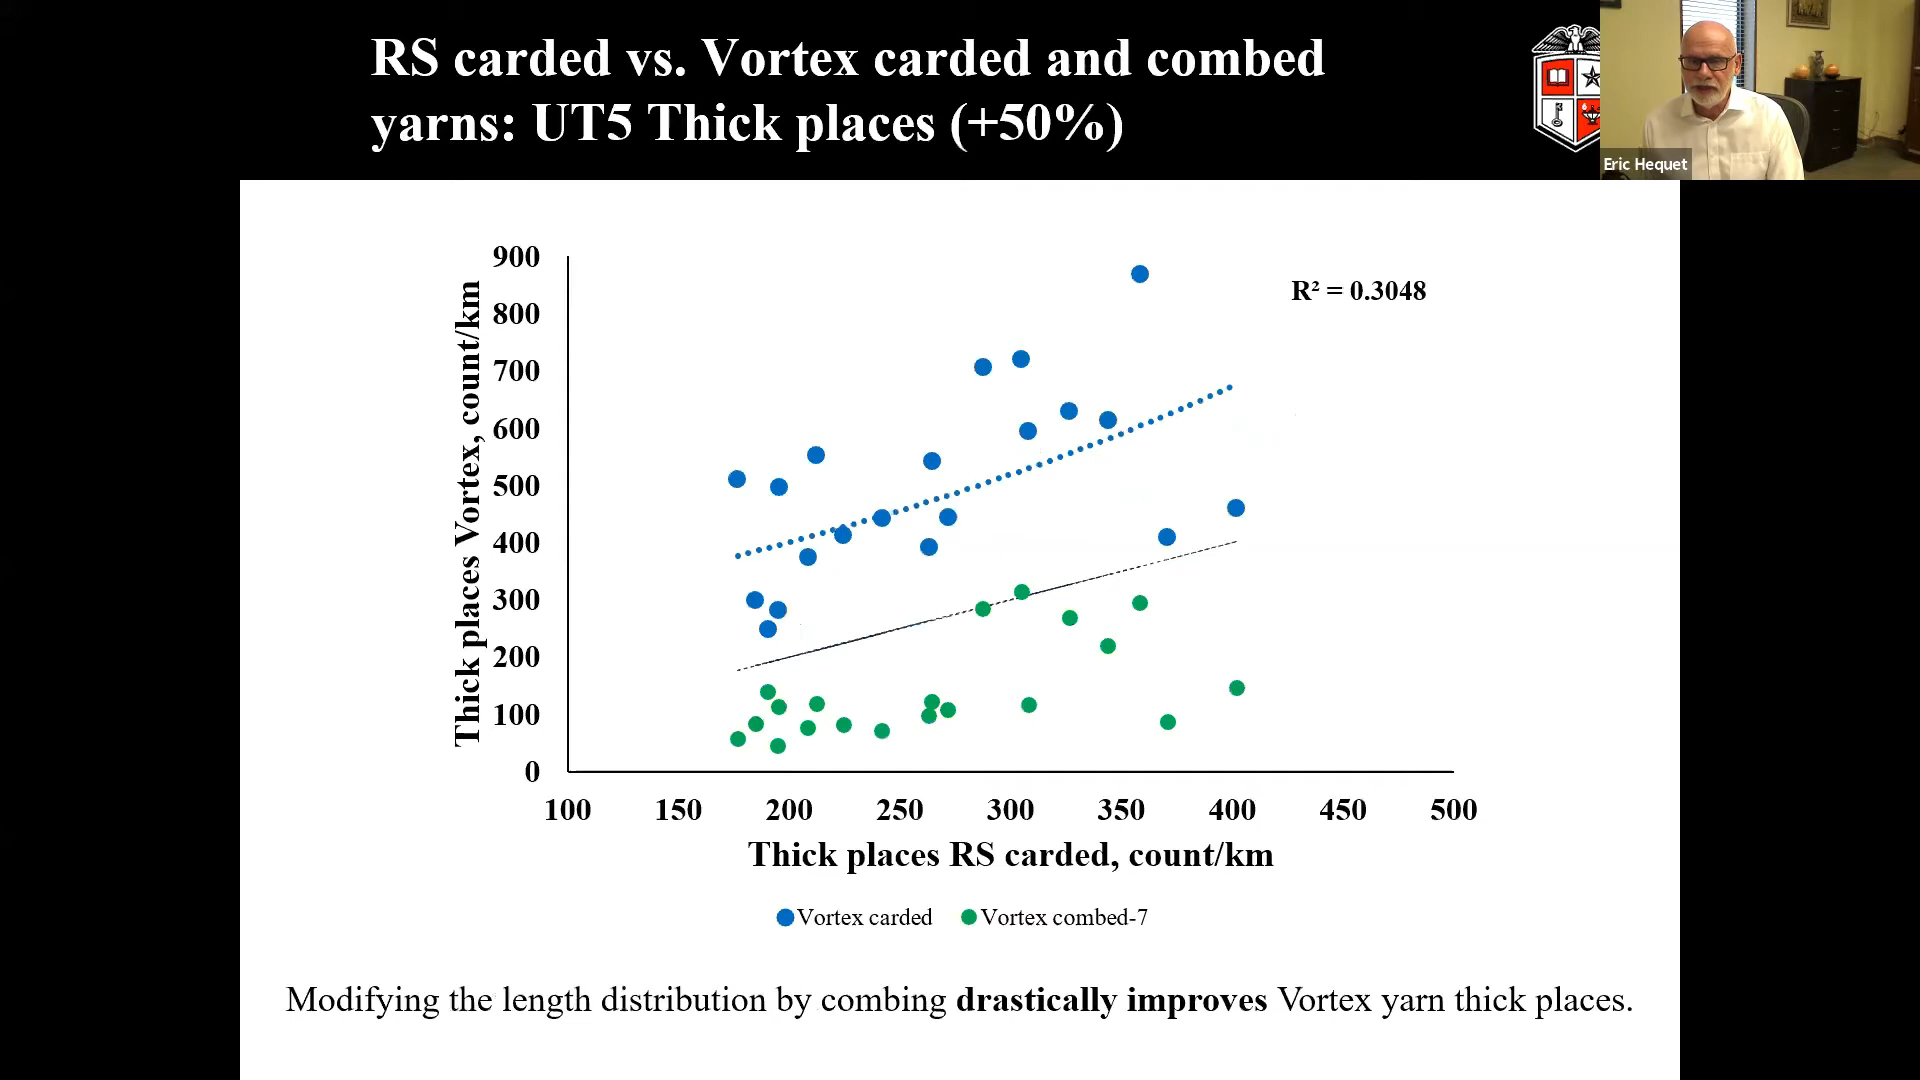 RS carded vs. Vortex carded and combed
yarns: UT5 Thick places (+50%)
Eric Hequet
R² = 0.3048
Thick places Vortex, count/km
900
800
700
600
500
400
300
200
100
0
100 150 200 250 300 350 400 450 500
Thick places RS carded, count/km
Vortex carded Vortex combed-7
Modifying the length distribution by combing drastically improves Vortex yarn thick places.